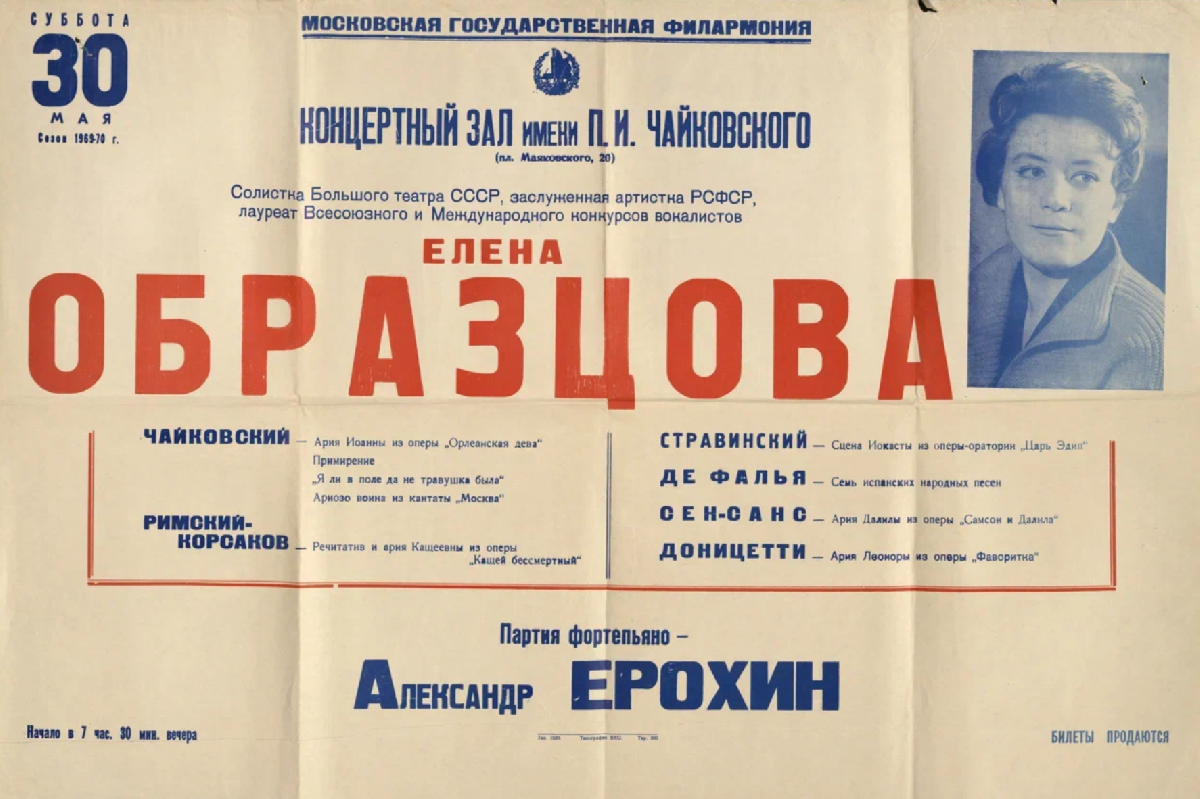 СУББОТА
30
МАЯ
Сезон 1969-70 г.
МОСКОВСКАЯ ГОСУДАРСТВЕННАЯ ФИЛАРМОНИЯ
КОНЦЕРТНЫЙ ЗАЛ ИМЕНИ П. И. ЧАЙКОВСКОГО
(пл. Маяковского, 20)
Солистка Большого театра СССР, заслуженная артистка РСФСР,
лауреат Всесоюзного и Международного конкурсов вокалистов
ЕЛЕНА
ОБРАЗЦОВА
ЧАЙКОВСКИЙ — Ария Иоанны из оперы „Орлеанская дева“
Примирение
„Я ли в поле да не травушка была“
Ариозо воина из кантаты „Москва“
РИМСКИЙ-
КОРСАКОВ — Речитатив и ария Кащеевны из оперы
„Кащей бессмертный“
СТРАВИНСКИЙ — Сцена Иокасты из оперы-оратории „Царь Эдип“
ДЕ ФАЛЬЯ — Семь испанских народных песен
СЕН-САНС — Ария Далилы из оперы „Самсон и Далила“
ДОНИЦЕТТИ — Ария Леоноры из оперы „Фаворитка“
Партия фортепьяно —
АЛЕКСАНДР ЕРОХИН
Начало в 7 час. 30 мин. вечера
БИЛЕТЫ ПРОДАЮТСЯ